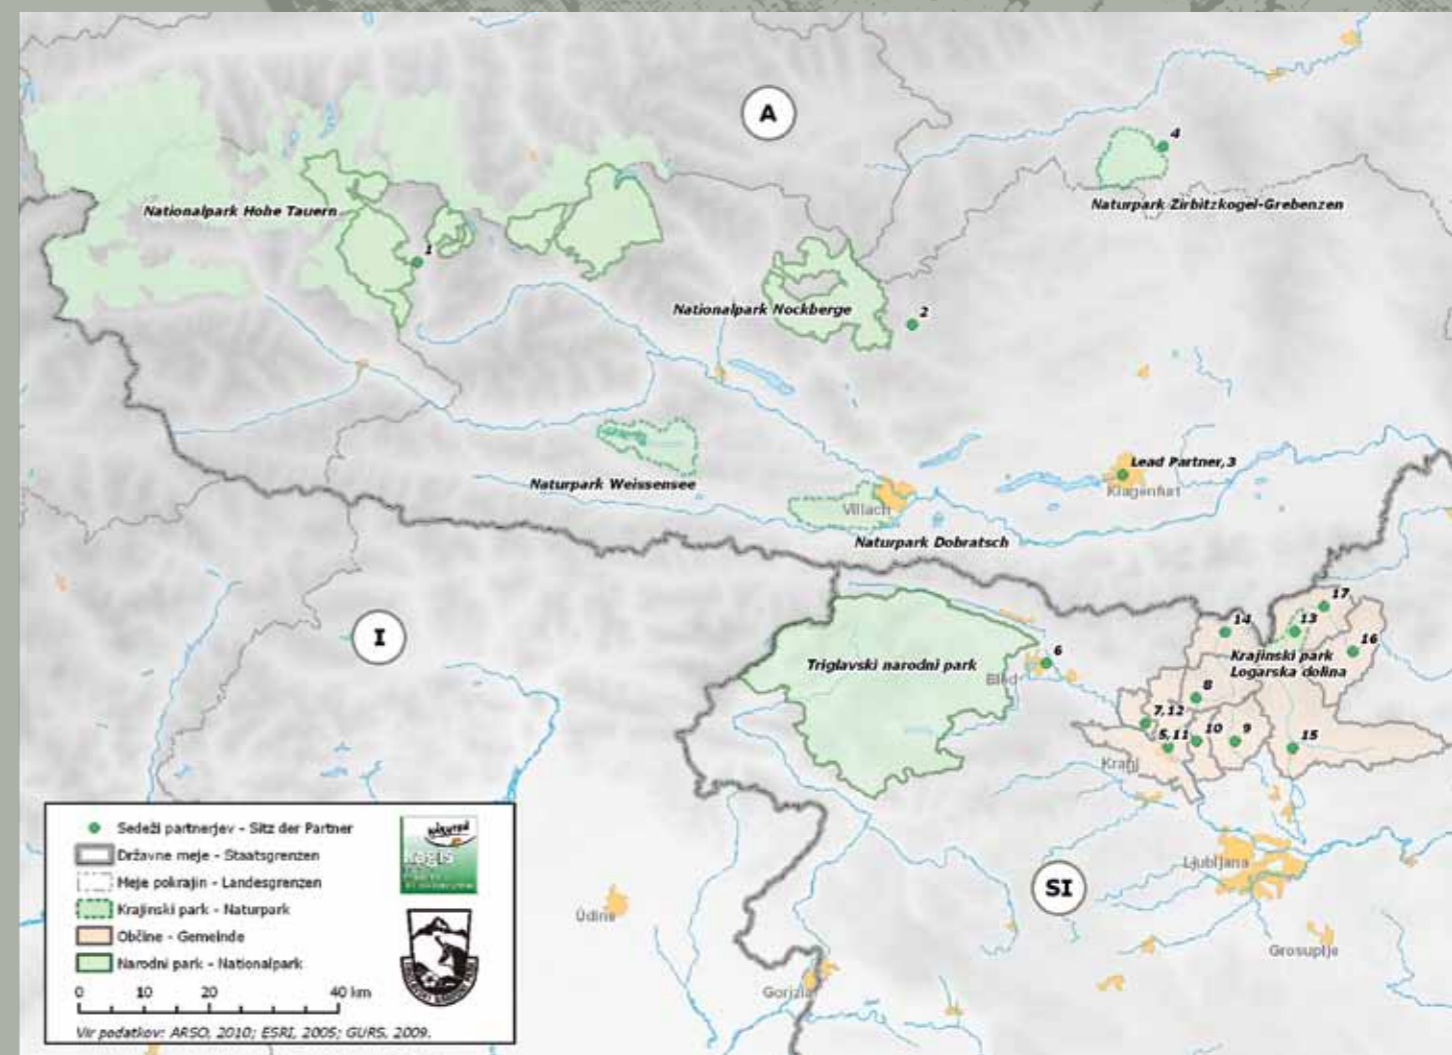 A
4
Naturpark Zirbitzkogel-Grebenzen
Nationalpark Hohe Tauern
1
Nationalpark Nockberge
2
Lead Partner,3
Klagenfurt
Naturpark Weissensee
Villach
Naturpark Dobratsch
I
17
14
13
16
Krajinski park
Logarska dolina
Triglavski narodni park
6
Bled
8
7,12
5,11
10
9
15
Kranj
Ljubljana
SI
Údine
Grosuplje
Gorizia
Sedeži partnerjev - Sitz der Partner
Državne meje - Staatsgrenzen
Meje pokrajin - Landesgrenzen
Krajinski park - Naturpark
Občine - Gemeinde
Narodni park - Nationalpark
kagis
0 10 20 40 km
Vir podatkov: ARSO, 2010; ESRI, 2005; GURS, 2009.